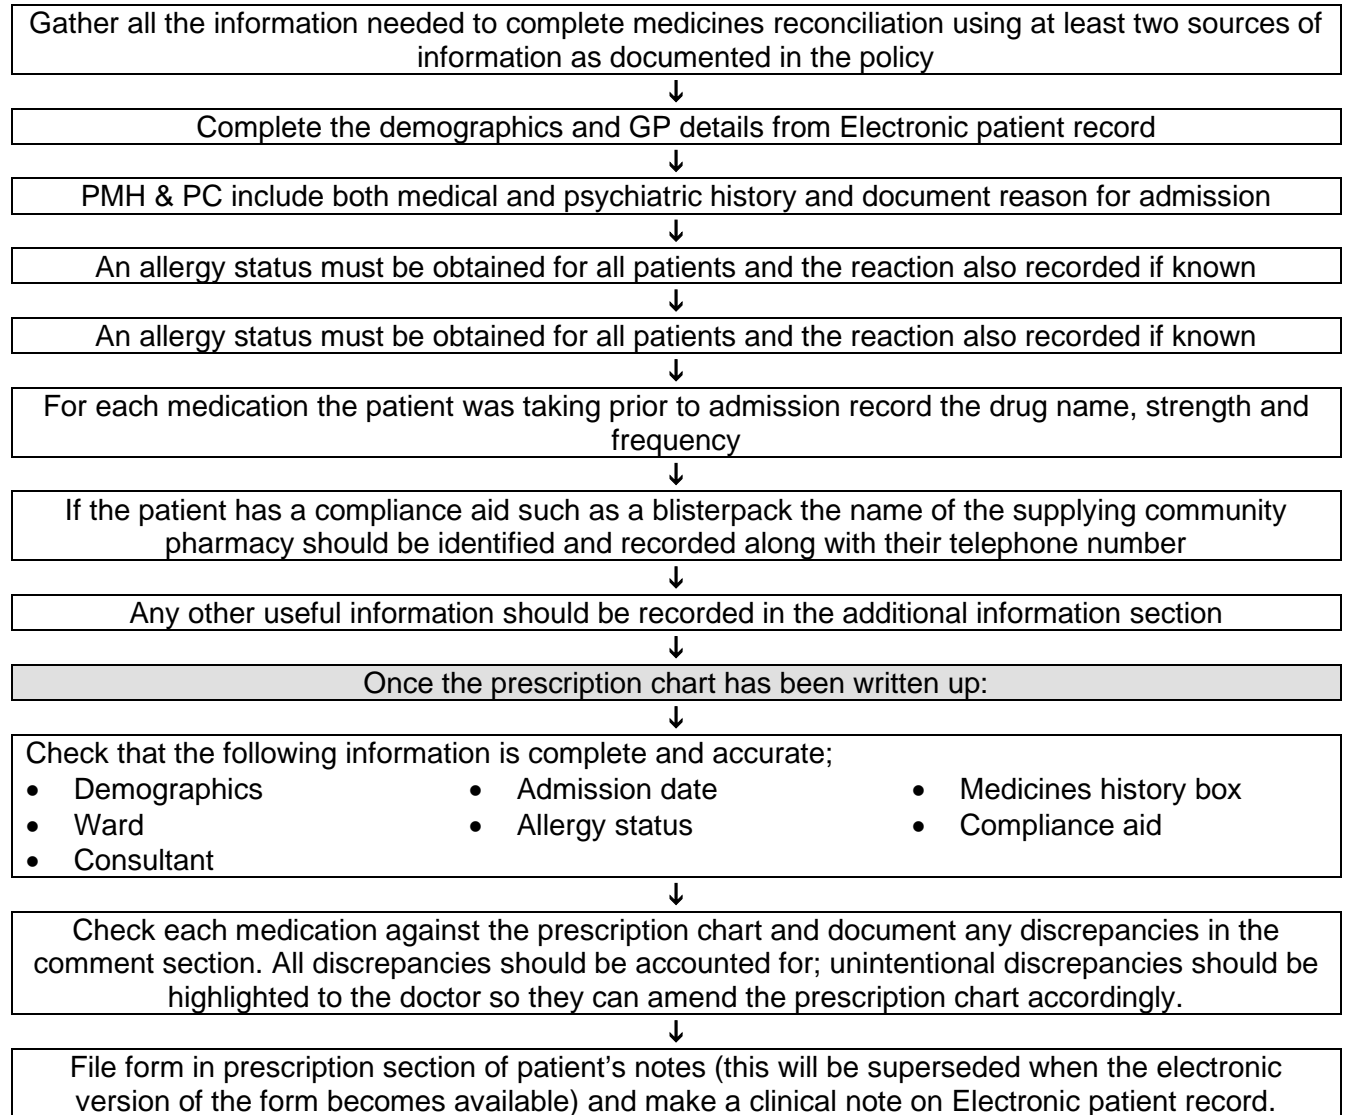 Gather all the information needed to complete medicines reconciliation using at least two sources of
information as documented in the policy
Complete the demographics and GP details from Electronic patient record
PMH & PC include both medical and psychiatric history and document reason for admission
An allergy status must be obtained for all patients and the reaction also recorded if known
An allergy status must be obtained for all patients and the reaction also recorded if known
For each medication the patient was taking prior to admission record the drug name, strength and
frequency
If the patient has a compliance aid such as a blisterpack the name of the supplying community
pharmacy should be identified and recorded along with their telephone number
Any other useful information should be recorded in the additional information section
Once the prescription chart has been written up:
Check that the following information is complete and accurate;
• Demographics • Admission date • Medicines history box
• Ward • Allergy status • Compliance aid
• Consultant
Check each medication against the prescription chart and document any discrepancies in the
comment section. All discrepancies should be accounted for; unintentional discrepancies should be
highlighted to the doctor so they can amend the prescription chart accordingly.
File form in prescription section of patient's notes (this will be superseded when the electronic
version of the form becomes available) and make a clinical note on Electronic patient record.